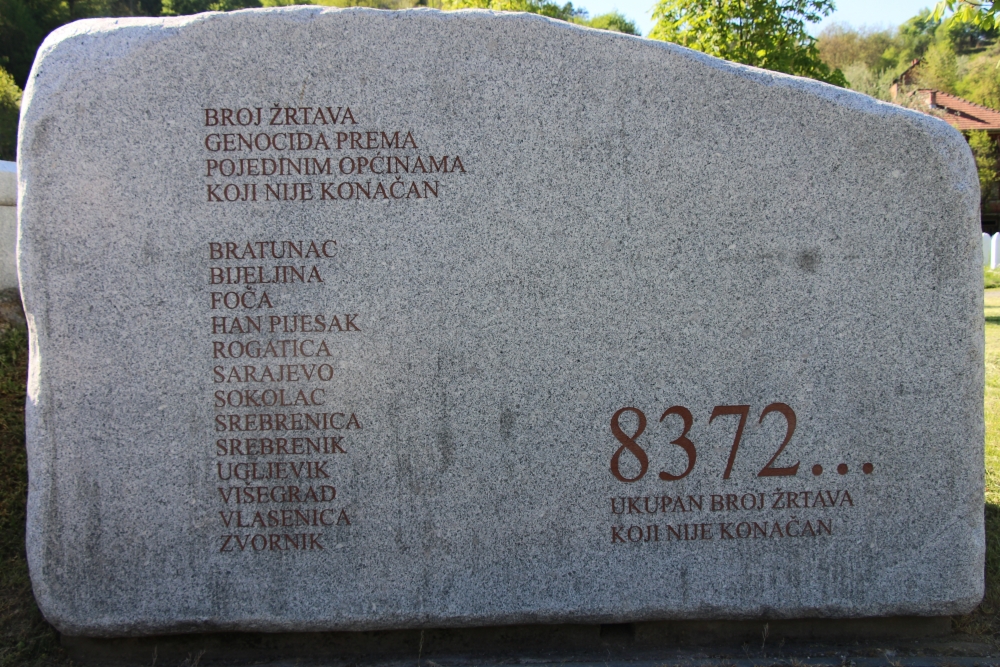 BROJ ŽRTAVA
GENOCIDA PREMA
POJEDINIM OPĆINAMA
KOJI NIJE KONAČAN
BRATUNAC
BIJELJINA
FOČA
HAN PIJESAK
ROGATICA
SARAJEVO
SOKOLAC
SREBRENICA
SREBRENIK
UGLJEVIK
VIŠEGRAD
VLASENICA
ZVORNIK
8372...
UKUPAN BROJ ŽRTAVA
KOJI NIJE KONAČAN